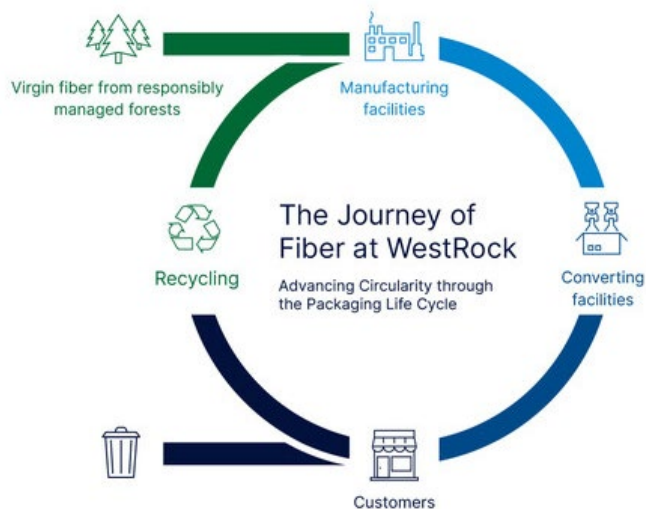 Virgin fiber from responsibly
managed forests
Manufacturing
facilities
The Journey of
Fiber at WestRock
Advancing Circularity through
the Packaging Life Cycle
Recycling
Converting
facilities
Customers